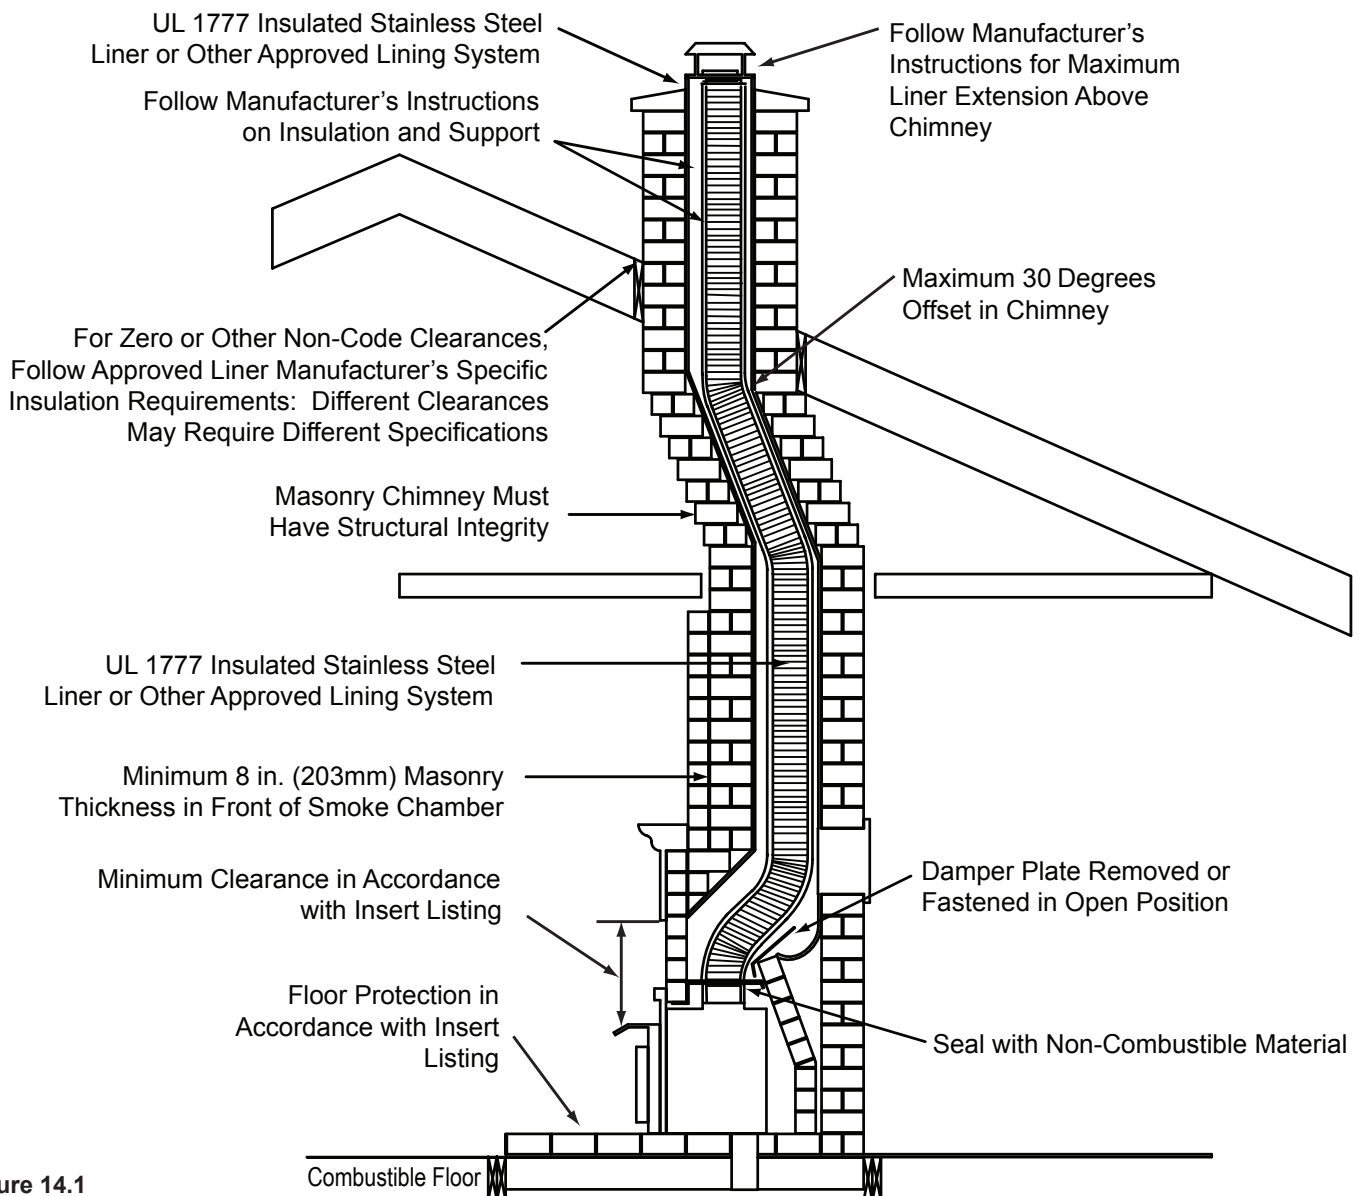 UL 1777 Insulated Stainless Steel
Liner or Other Approved Lining System
Follow Manufacturer’s
Instructions for Maximum
Liner Extension Above
Chimney
Follow Manufacturer’s Instructions
on Insulation and Support
Maximum 30 Degrees
Offset in Chimney
For Zero or Other Non-Code Clearances,
Follow Approved Liner Manufacturer’s Specific
Insulation Requirements: Different Clearances
May Require Different Specifications
Masonry Chimney Must
Have Structural Integrity
UL 1777 Insulated Stainless Steel
Liner or Other Approved Lining System
Minimum 8 in. (203mm) Masonry
Thickness in Front of Smoke Chamber
Minimum Clearance in Accordance
with Insert Listing
Damper Plate Removed or
Fastened in Open Position
Floor Protection in
Accordance with Insert
Listing
Seal with Non-Combustible Material
Combustible Floor
ure 14.1